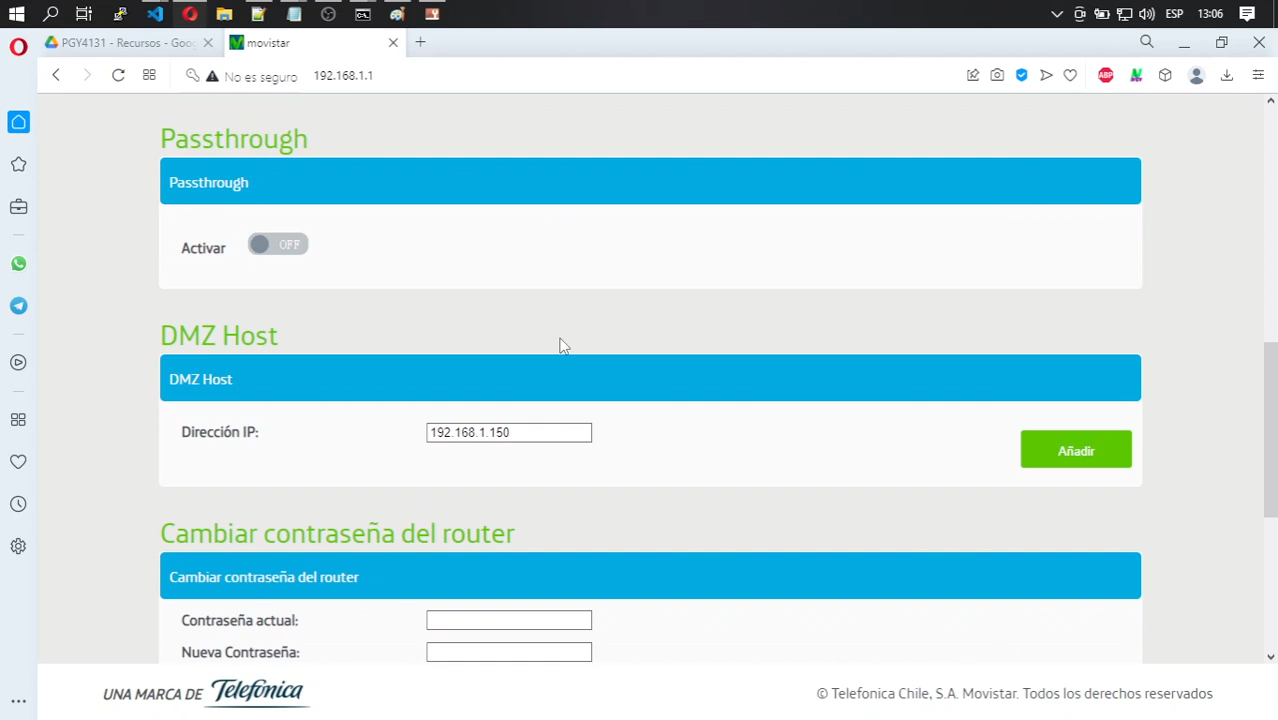 ESP
13:06
PGY4131 - Recursos - Goo
movistar
No es seguro
192.168.1.1
ABP
Passthrough
Passthrough
Activar
OFF
DMZ Host
DMZ Host
Dirección IP:
192.168.1.150
Añadir
Cambiar contraseña del router
Cambiar contraseña del router
Contraseña actual:
Nueva Contraseña:
UNA MARCA DE Telefónica
© Telefonica Chile, S.A. Movistar. Todos los derechos reservados